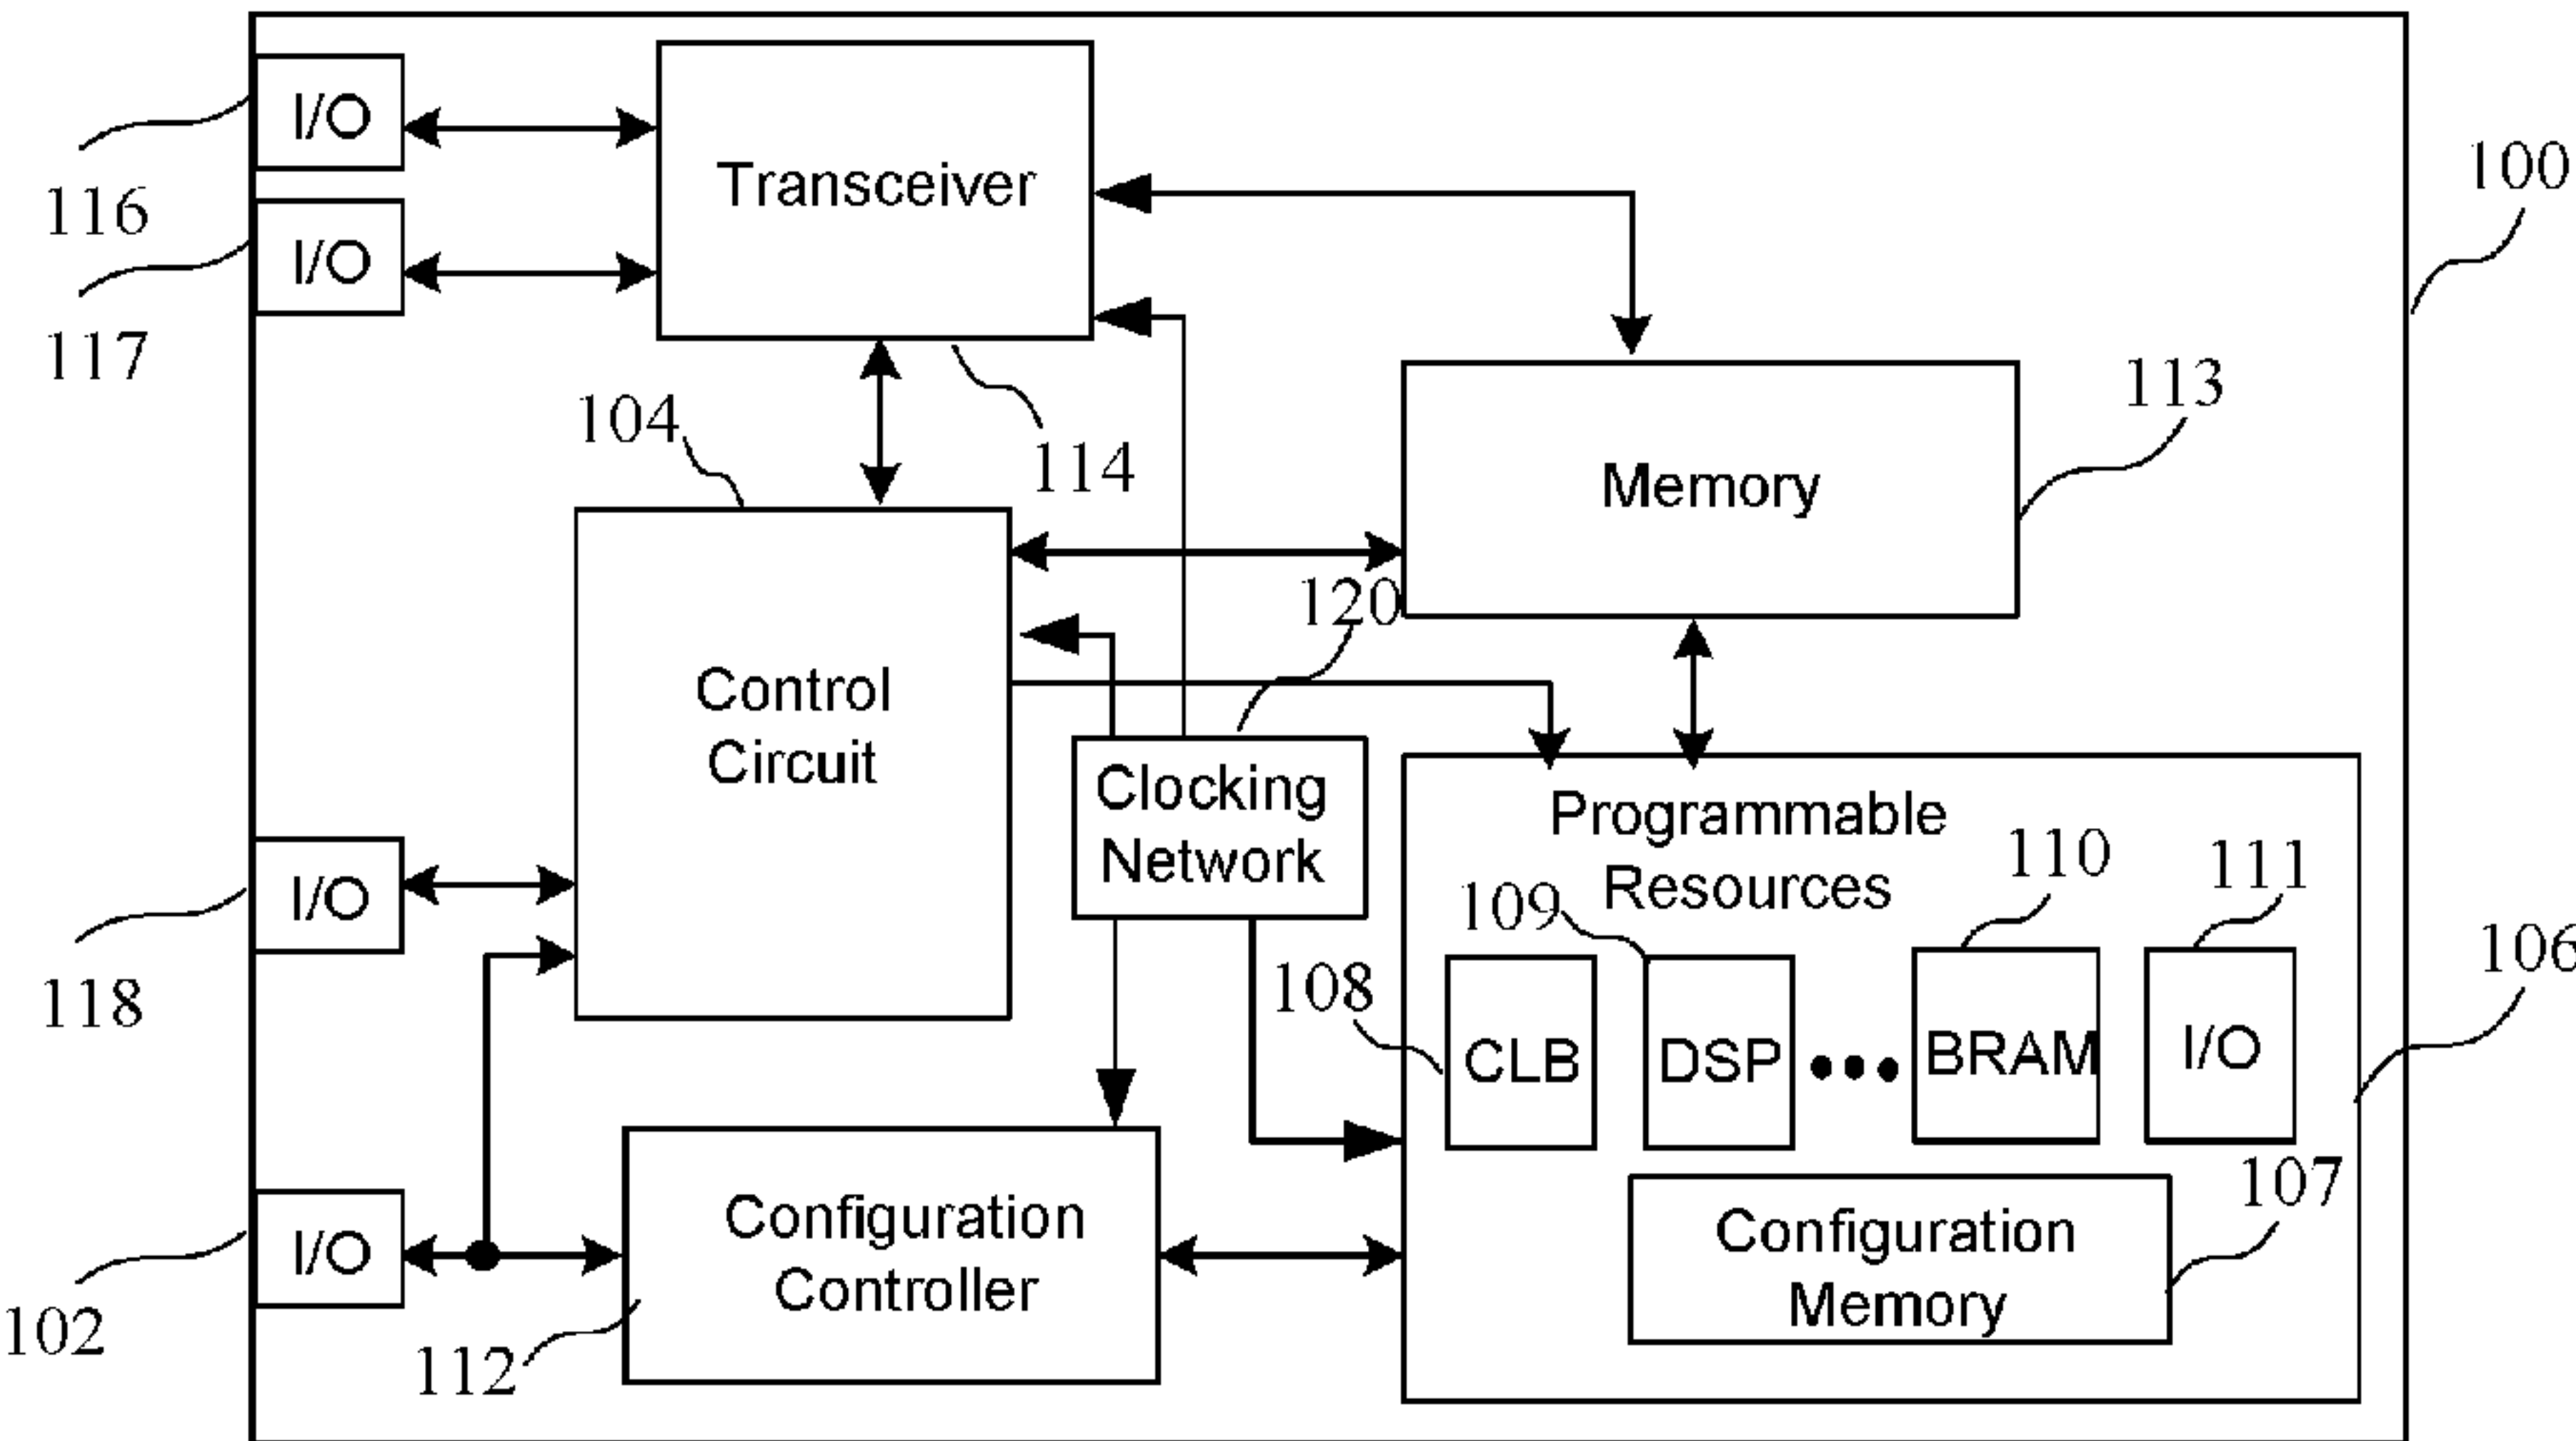 I/O
Transceiver
100
116
I/O
117
113
104
114
Memory
120
Control
Circuit
Clocking
Network
Programmable
Resources
110
111
109
I/O
106
118
108
CLB
DSP
BRAM
I/O
107
Configuration
Controller
Configuration
Memory
I/O
102
112